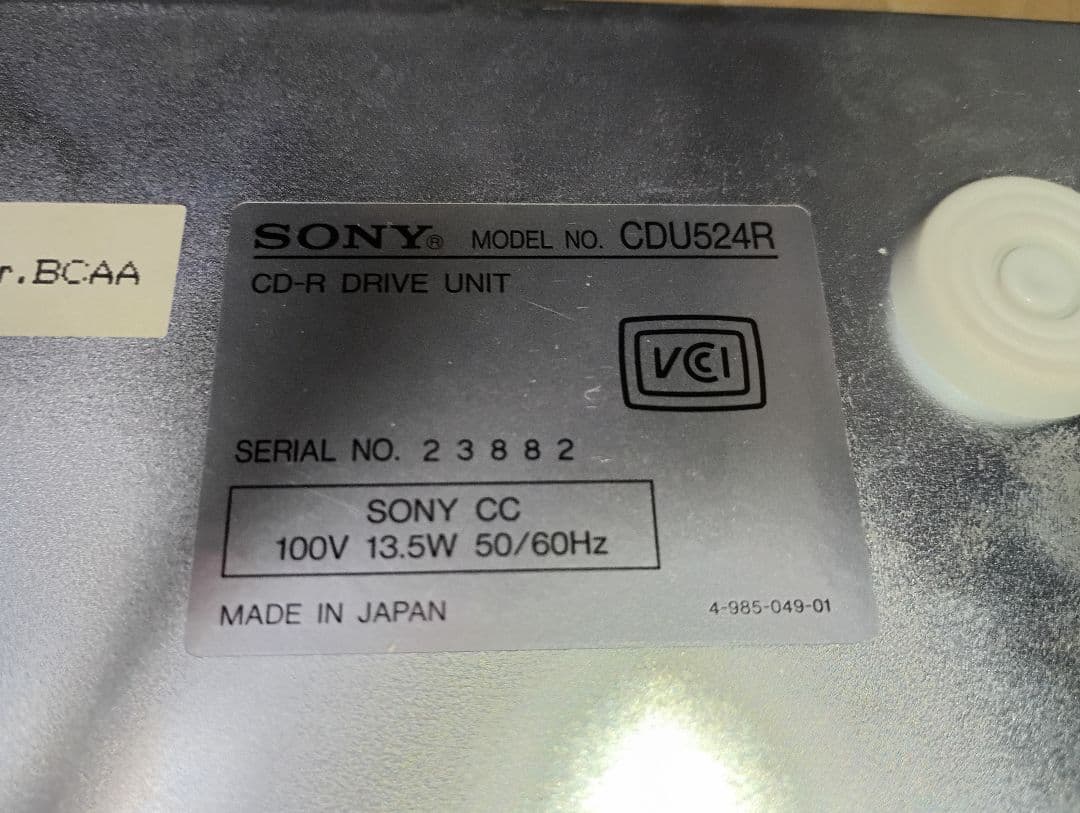 SONY® MODEL NO. CDU524R
CD-R DRIVE UNIT
VCCI
SERIAL NO. 2 3 8 8 2
SONY CC
100V 13.5W 50/60Hz
MADE IN JAPAN
4-985-049-01
r.BCAA